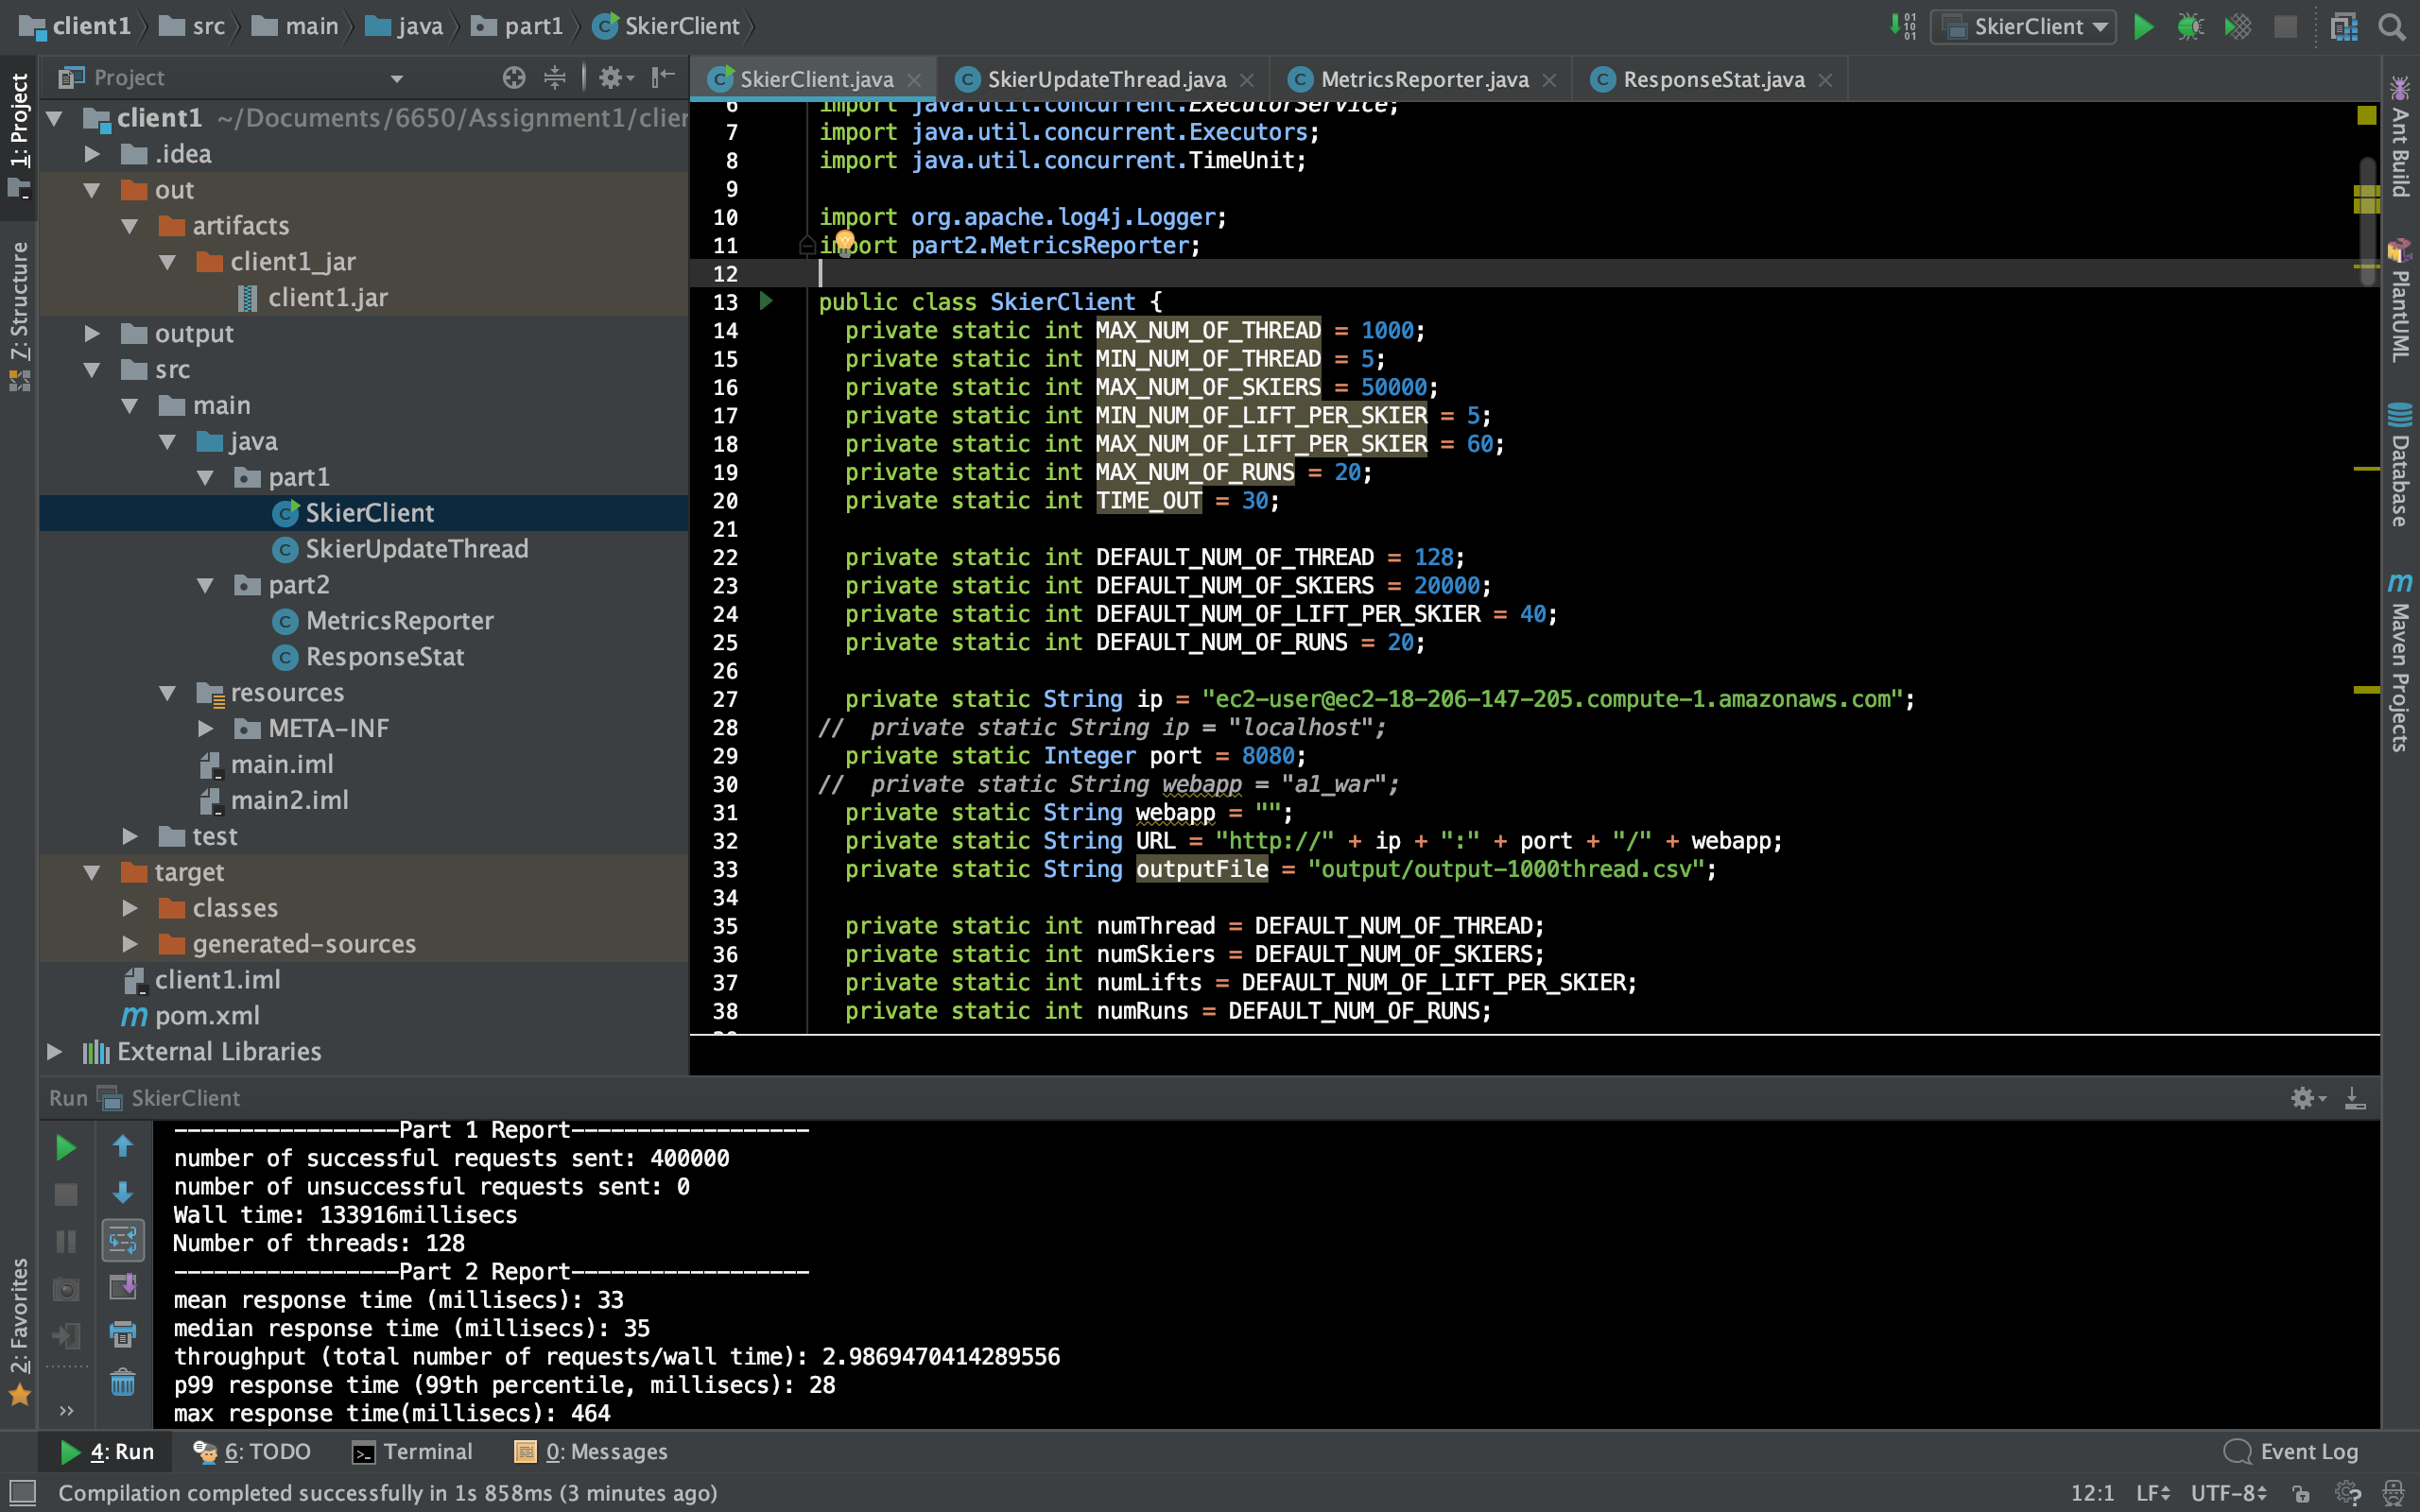 client1 src main java part1 SkierClient
SkierClient
Project
SkierClient.java SkierUpdateThread.java MetricsReporter.java ResponseStat.java
1: Project
Z: Structure
2: Favorites
client1 ~/Documents/6650/Assignment1/clier
.idea
out
artifacts
client1_jar
client1.jar
output
src
main
java
part1
SkierClient
SkierUpdateThread
part2
MetricsReporter
ResponseStat
resources
META-INF
main.iml
main2.iml
test
target
classes
generated-sources
client1.iml
pom.xml
External Libraries
6 import java.util.concurrent.ExecutorService;
7 import java.util.concurrent.Executors;
8 import java.util.concurrent.TimeUnit;
9
10 import org.apache.log4j.Logger;
11 import part2.MetricsReporter;
12
13 public class SkierClient {
14 private static int MAX_NUM_OF_THREAD = 1000;
15 private static int MIN_NUM_OF_THREAD = 5;
16 private static int MAX_NUM_OF_SKIERS = 50000;
17 private static int MIN_NUM_OF_LIFT_PER_SKIER = 5;
18 private static int MAX_NUM_OF_LIFT_PER_SKIER = 60;
19 private static int MAX_NUM_OF_RUNS = 20;
20 private static int TIME_OUT = 30;
21
22 private static int DEFAULT_NUM_OF_THREAD = 128;
23 private static int DEFAULT_NUM_OF_SKIERS = 20000;
24 private static int DEFAULT_NUM_OF_LIFT_PER_SKIER = 40;
25 private static int DEFAULT_NUM_OF_RUNS = 20;
26
27 private static String ip = "ec2-user@ec2-18-206-147-205.compute-1.amazonaws.com";
28 // private static String ip = "localhost";
29 private static Integer port = 8080;
30 // private static String webapp = "a1_war";
31 private static String webapp = "";
32 private static String URL = "http://" + ip + ":" + port + "/" + webapp;
33 private static String outputFile = "output/output-1000thread.csv";
34
35 private static int numThread = DEFAULT_NUM_OF_THREAD;
36 private static int numSkiers = DEFAULT_NUM_OF_SKIERS;
37 private static int numLifts = DEFAULT_NUM_OF_LIFT_PER_SKIER;
38 private static int numRuns = DEFAULT_NUM_OF_RUNS;
Ant Build
PlantUML
Database
Maven Projects
Run SkierClient
-----------------Part 1 Report------------------
number of successful requests sent: 400000
number of unsuccessful requests sent: 0
Wall time: 133916millisecs
Number of threads: 128
-----------------Part 2 Report------------------
mean response time (millisecs): 33
median response time (millisecs): 35
throughput (total number of requests/wall time): 2.9869470414289556
p99 response time (99th percentile, millisecs): 28
max response time(millisecs): 464
4: Run 6: TODO Terminal 0: Messages Event Log
Compilation completed successfully in 1s 858ms (3 minutes ago) 12:1 LF UTF-8